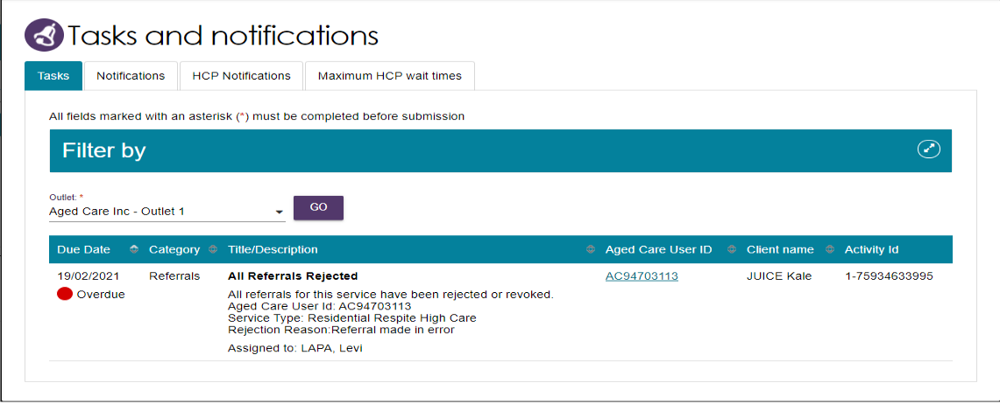 Tasks and notifications
Tasks Notifications HCP Notifications Maximum HCP wait times
All fields marked with an asterisk (*) must be completed before submission
Filter by
Outlet: *
Aged Care Inc - Outlet 1 GO
Due Date Category Title/Description Aged Care User ID Client name Activity Id
19/02/2021 Referrals All Referrals Rejected AC94703113 JUICE Kale 1-75934633995
Overdue All referrals for this service have been rejected or revoked.
Aged Care User Id: AC94703113
Service Type: Residential Respite High Care
Rejection Reason:Referral made in error
Assigned to: LAPA, Levi